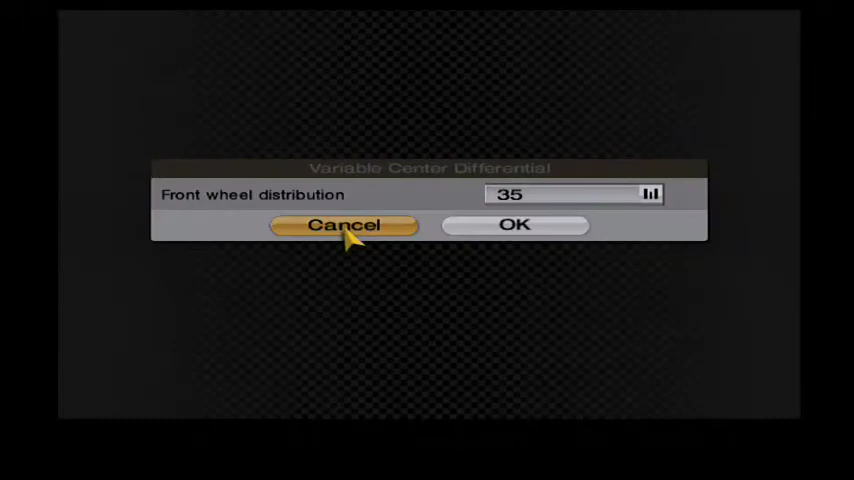 Variable Center Differential
Front wheel distribution 35
Cancel OK